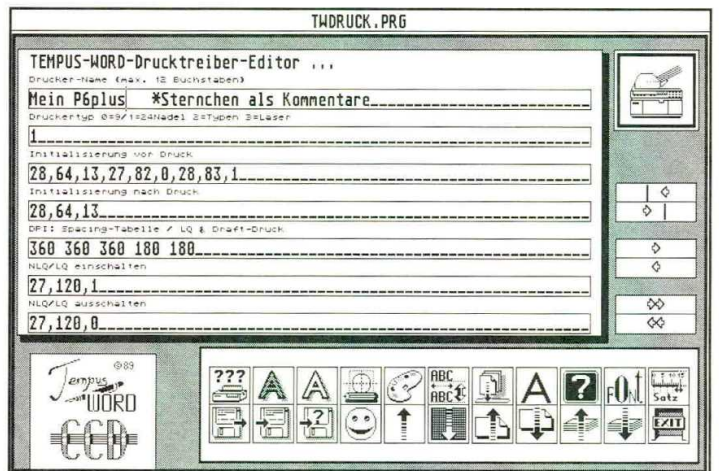 TWDRUCK.PRG
TEMPUS-WORD-Drucktreiber-Editor ...
Drucker-Name (max. 12 Buchstaben)
Mein P6plus *Sternchen als Kommentare
Druckertyp 0=9/1=24Nadel 2=Typen 3=Laser
1
Initialisierung vor Druck
28,64,13,27,82,0,28,83,1
Initialisierung nach Druck
28,64,13
DPI: Spacing-Tabelle / LQ & Draft-Druck
360 360 360 180 180
NLQ/LQ einschalten
27,120,1
NLQ/LQ ausschalten
27,120,0
©89
Tempus
WORD
CCD
??? A A ABC A ? FONT
ABC Satz
? EXIT